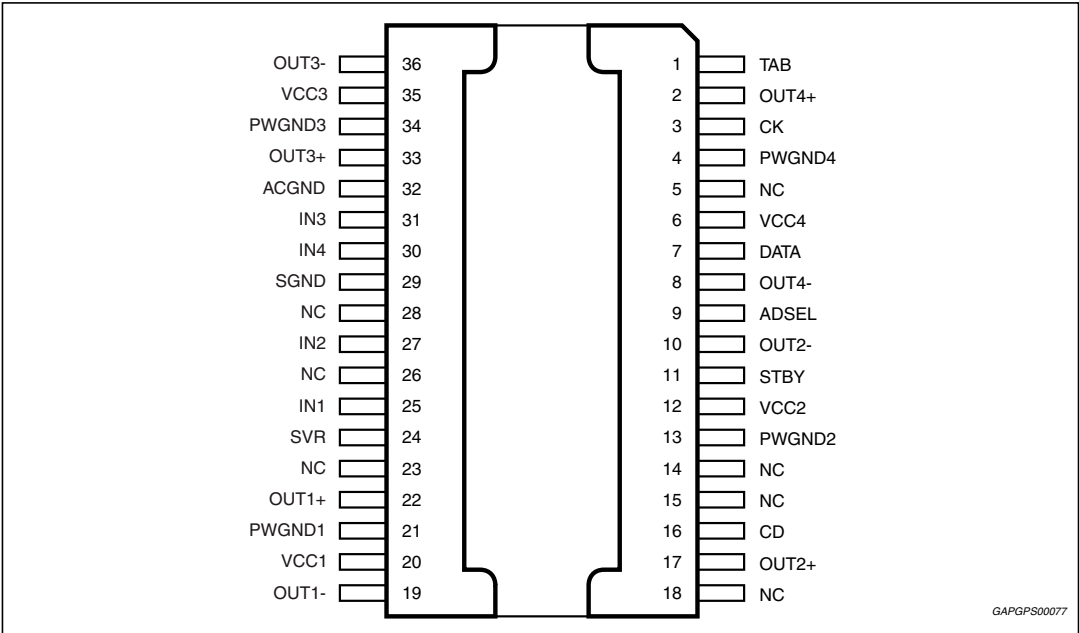 OUT3- 36 1 TAB
VCC3 35 2 OUT4+
PWGND3 34 3 CK
OUT3+ 33 4 PWGND4
ACGND 32 5 NC
IN3 31 6 VCC4
IN4 30 7 DATA
SGND 29 8 OUT4-
NC 28 9 ADSEL
IN2 27 10 OUT2-
NC 26 11 STBY
IN1 25 12 VCC2
SVR 24 13 PWGND2
NC 23 14 NC
OUT1+ 22 15 NC
PWGND1 21 16 CD
VCC1 20 17 OUT2+
OUT1- 19 18 NC
GAPGPS00077